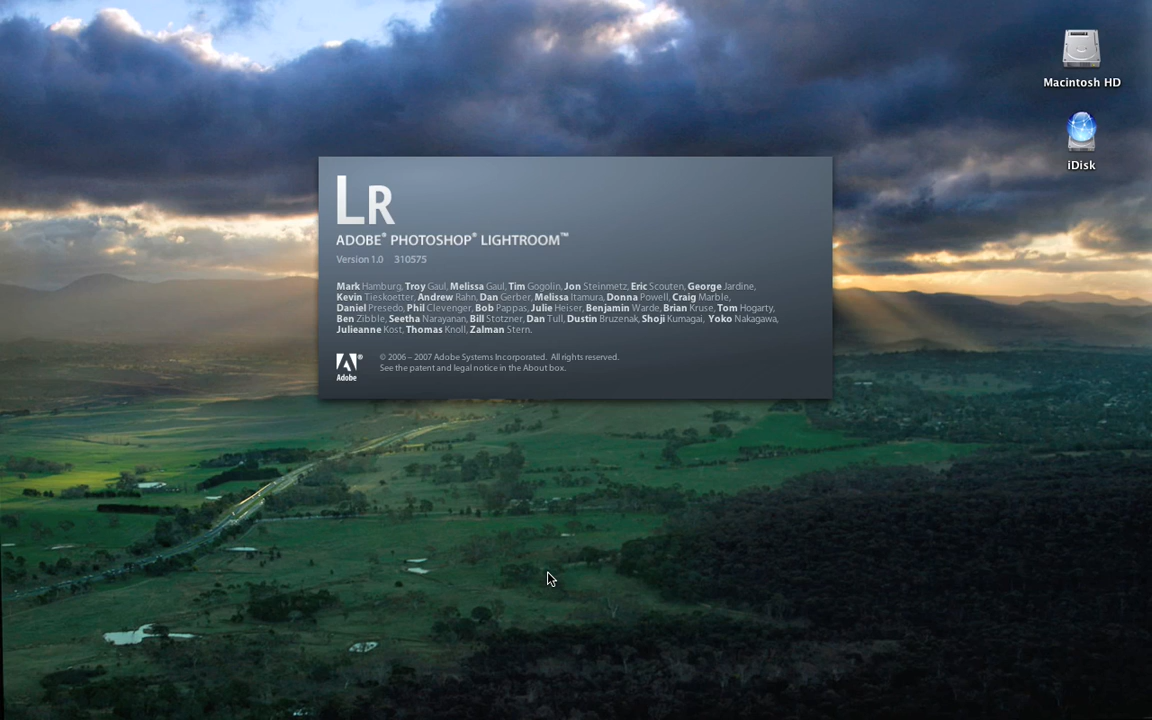 Macintosh HD
iDisk
LR
ADOBE® PHOTOSHOP® LIGHTROOM™
Version 1.0 310575
Mark Hamburg, Troy Gaul, Melissa Gaul, Tim Gogolin, Jon Steinmetz, Eric Scouten, George Jardine,
Kevin Tieskoetter, Andrew Rahn, Dan Gerber, Melissa Itamura, Donna Powell, Craig Marble,
Daniel Presedo, Phil Clevenger, Bob Pappas, Julie Heiser, Benjamin Warde, Brian Kruse, Tom Hogarty,
Ben Zibble, Seetha Narayanan, Bill Stotzner, Dan Tull, Dustin Bruzenak, Shoji Kumagai, Yoko Nakagawa,
Julieanne Kost, Thomas Knoll, Zalman Stern.
Adobe
© 2006 – 2007 Adobe Systems Incorporated. All rights reserved.
See the patent and legal notice in the About box.